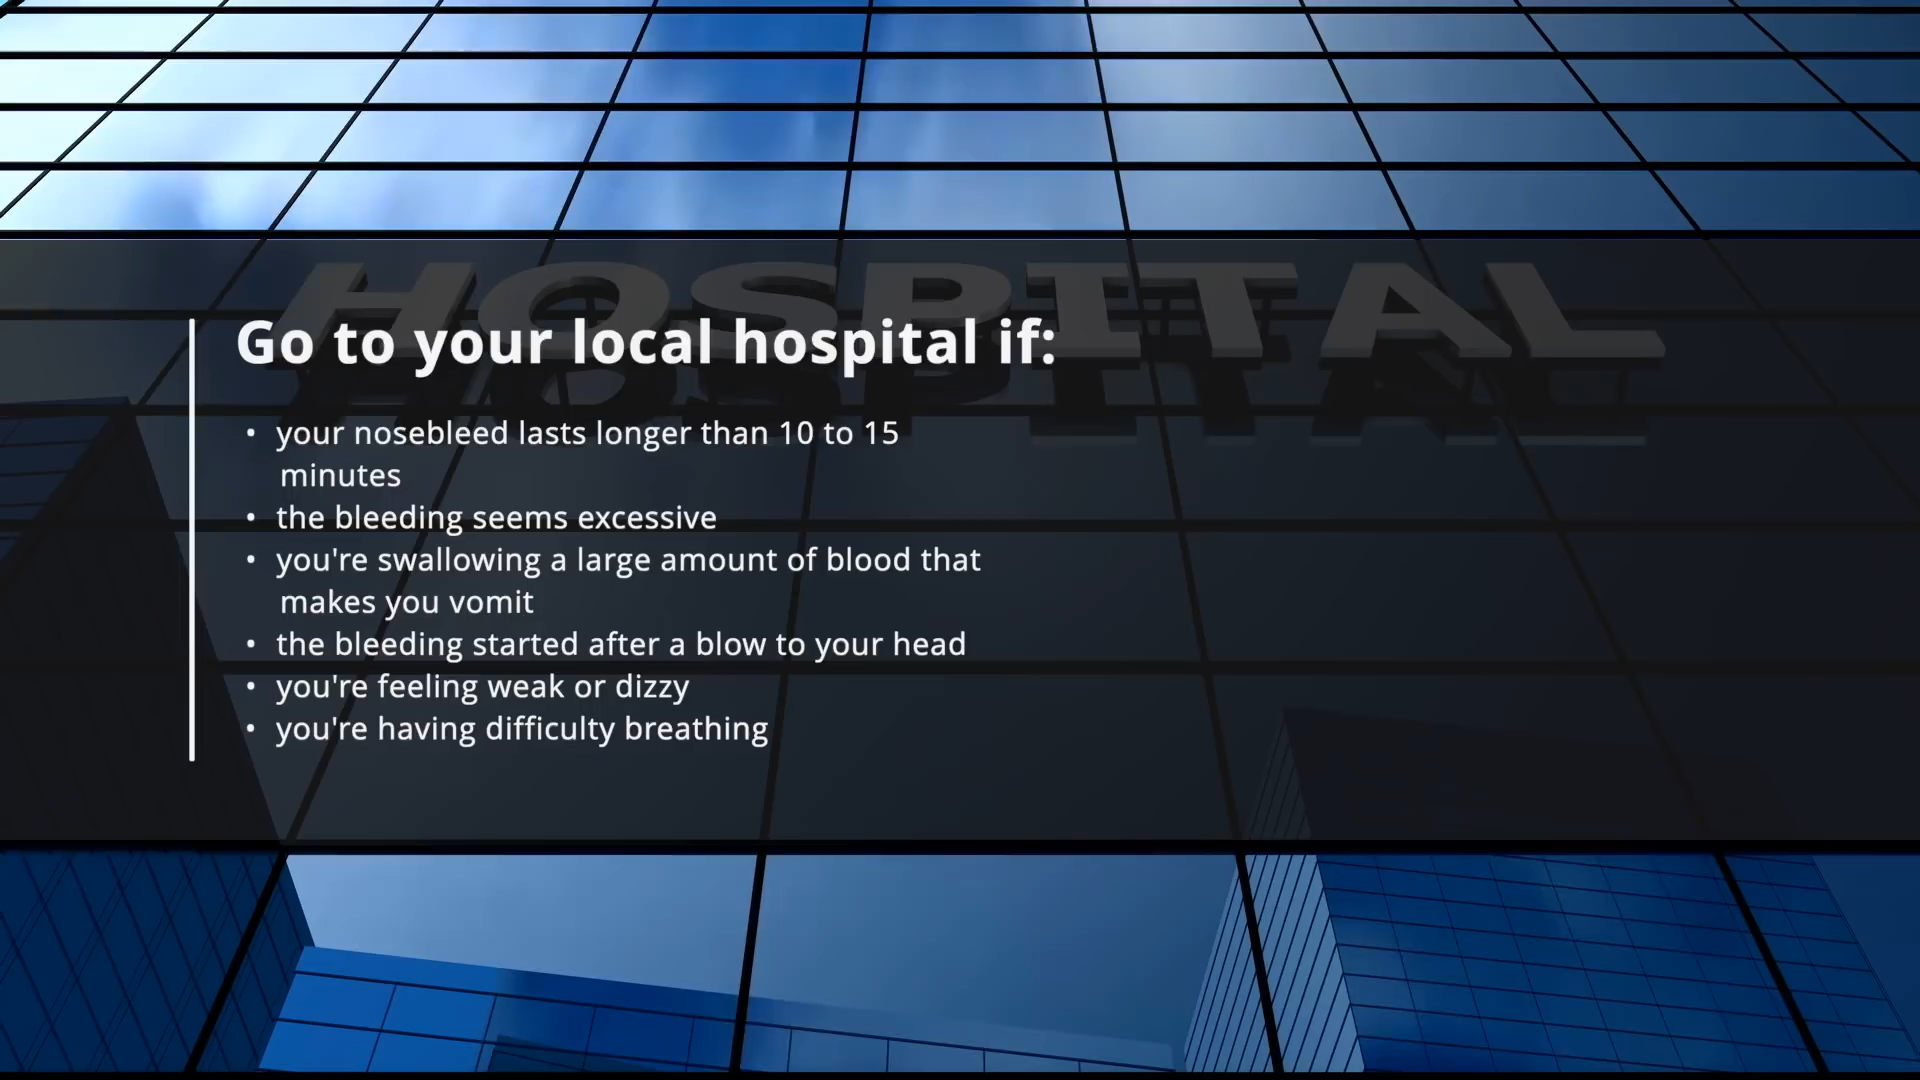 HOSPITAL
Go to your local hospital if:
• your nosebleed lasts longer than 10 to 15
minutes
• the bleeding seems excessive
• you're swallowing a large amount of blood that
makes you vomit
• the bleeding started after a blow to your head
• you're feeling weak or dizzy
• you're having difficulty breathing